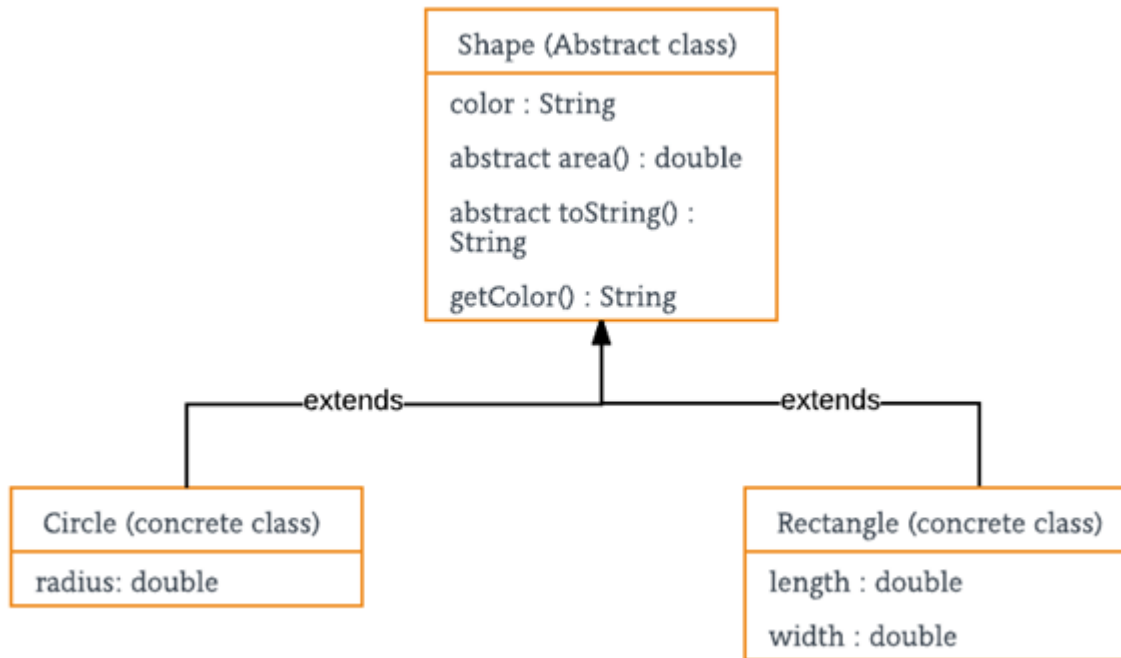 Shape (Abstract class)
color : String
abstract area() : double
abstract toString() :
String
getColor() : String
extends
extends
Circle (concrete class)
radius: double
Rectangle (concrete class)
length : double
width : double